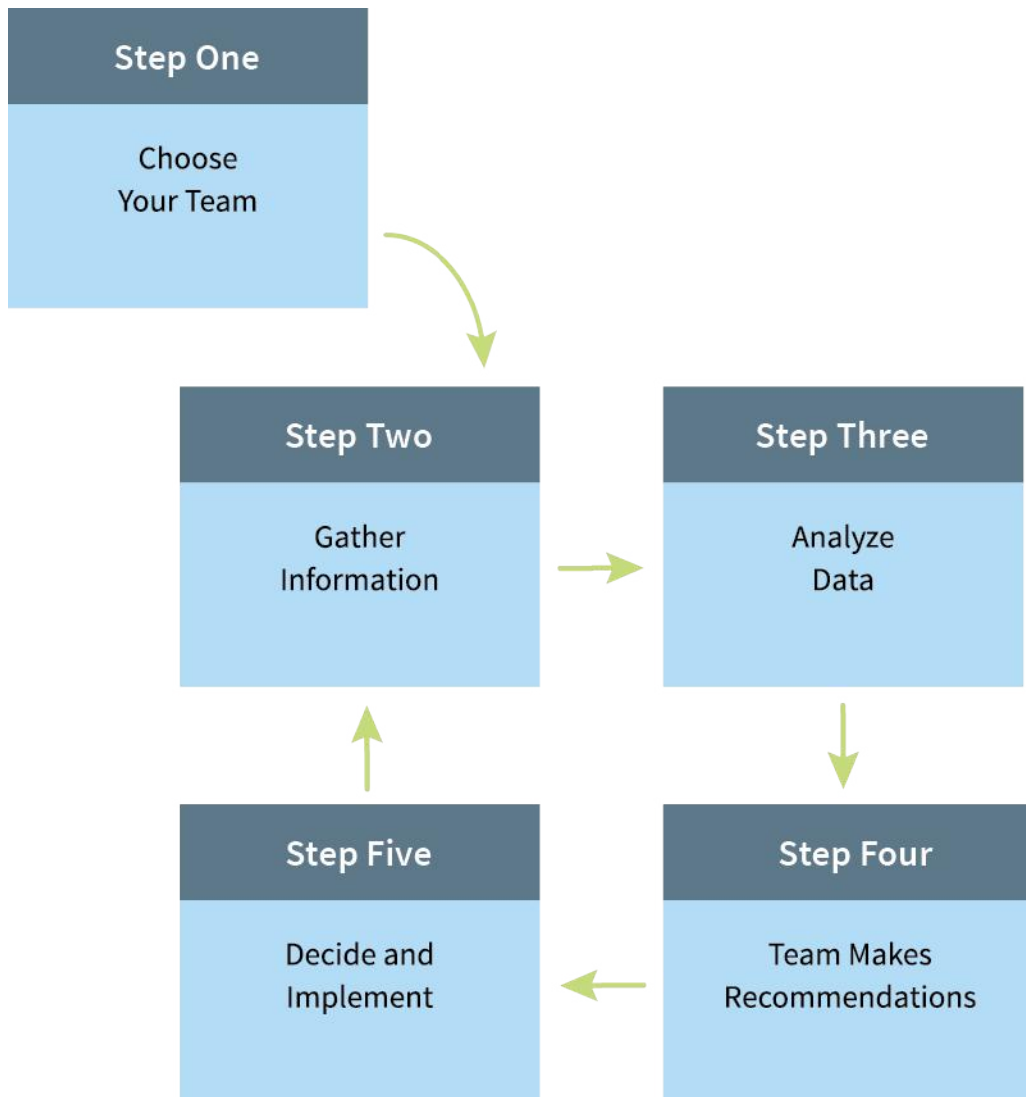 Step One
Choose
Your Team
Step Two
Gather
Information
Step Three
Analyze
Data
Step Four
Team Makes
Recommendations
Step Five
Decide and
Implement